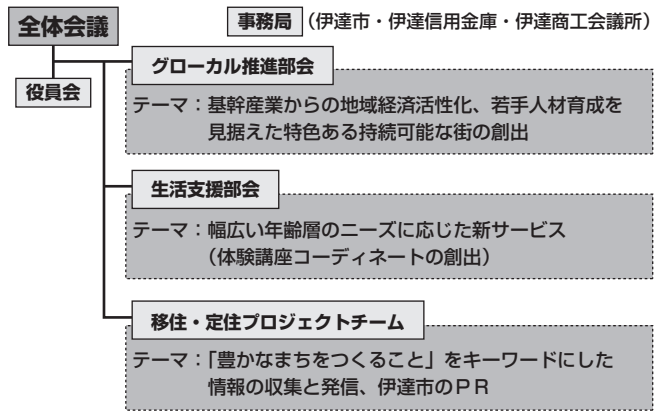 全体会議
事務局（伊達市・伊達信用金庫・伊達商工会議所）
役員会
グローカル推進部会
テーマ：基幹産業からの地域経済活性化、若手人材育成を
見据えた特色ある持続可能な街の創出
生活支援部会
テーマ：幅広い年齢層のニーズに応じた新サービス
（体験講座コーディネートの創出）
移住・定住プロジェクトチーム
テーマ：「豊かなまちをつくること」をキーワードにした
情報の収集と発信、伊達市のＰＲ